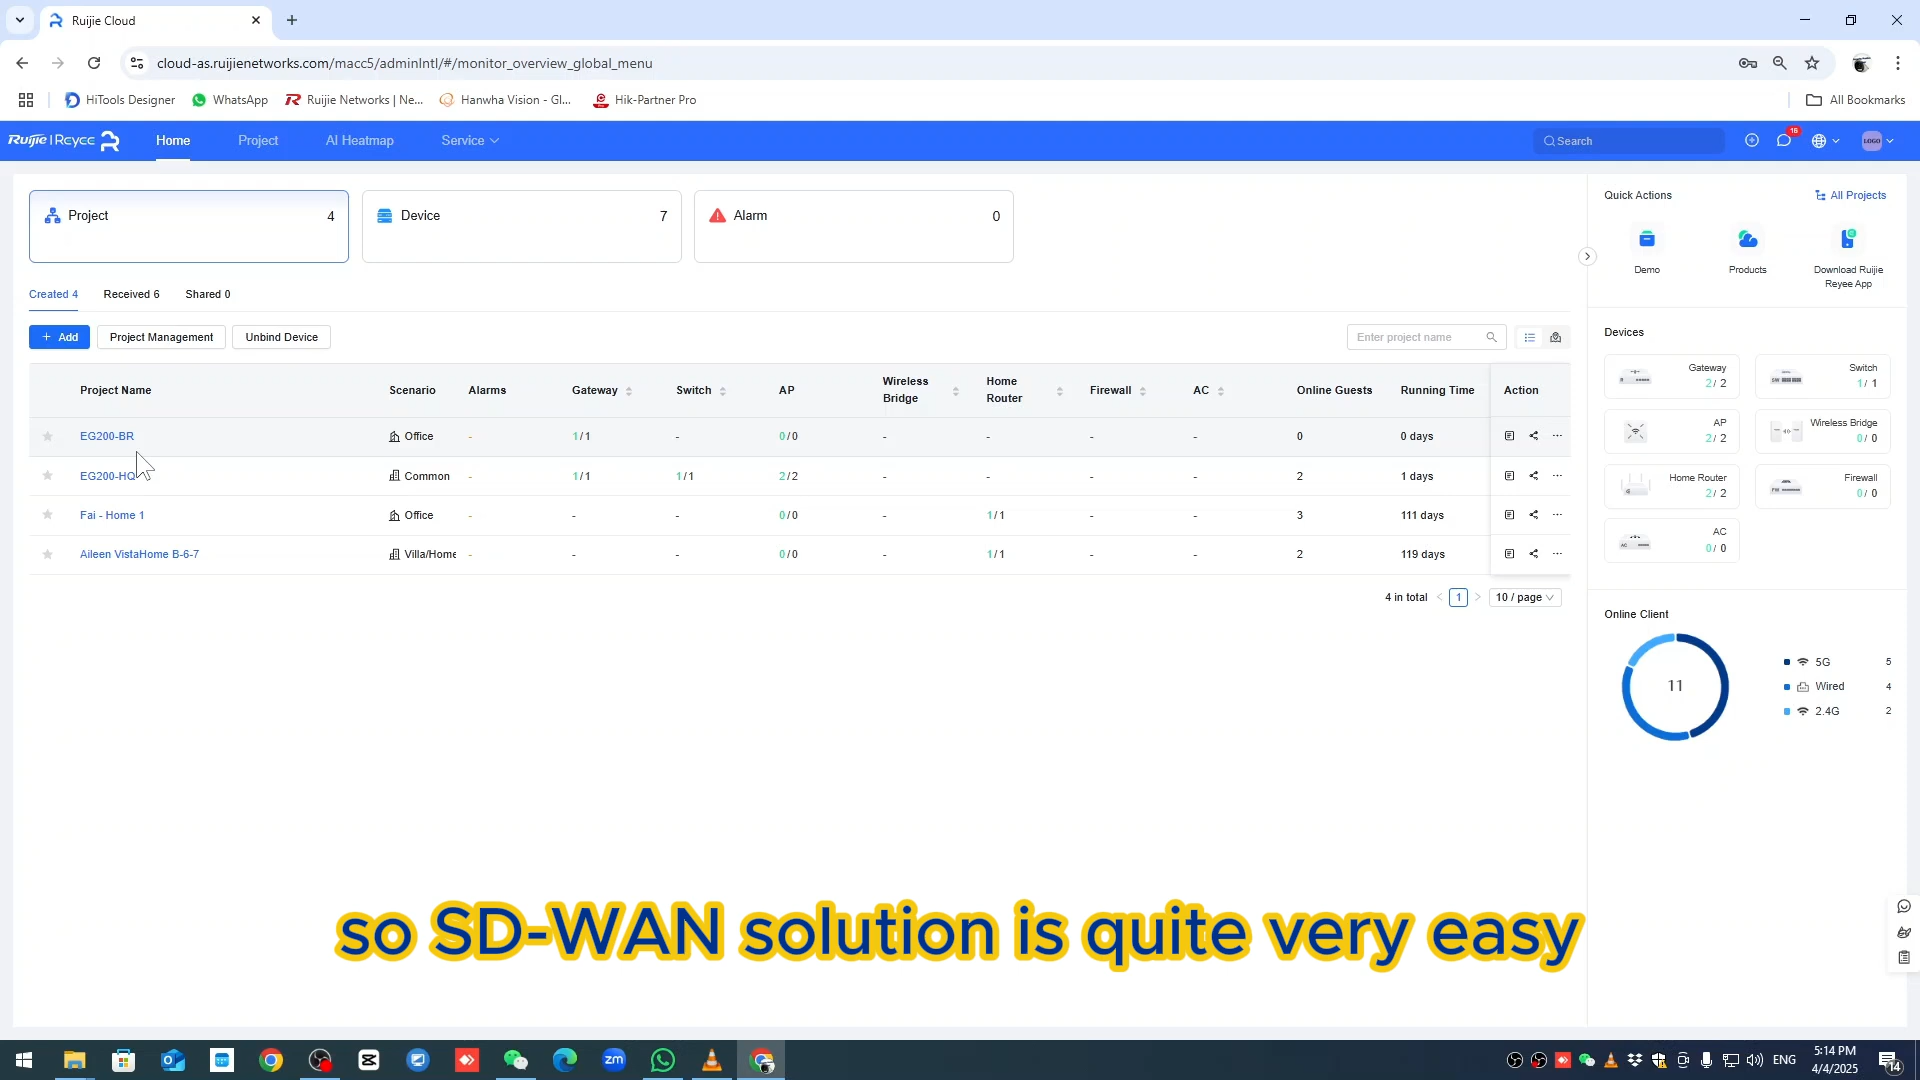 Ruijie Cloud
cloud-as.ruijienetworks.com/macc5/adminIntl/#/monitor_overview_global_menu
HiTools Designer
WhatsApp
Ruijie Networks | Ne...
Hanwha Vision - Gl...
Hik-Partner Pro
All Bookmarks
Ruijie | Reyee
Home
Project
AI Heatmap
Service
Search
16
LOGO
Project 4
Device 7
Alarm 0
Quick Actions
All Projects
Demo
Products
Download Ruijie
Reyee App
Created 4
Received 6
Shared 0
+ Add
Project Management
Unbind Device
Enter project name
Project Name Scenario Alarms Gateway Switch AP Wireless Bridge Home Router Firewall AC Online Guests Running Time Action
EG200-BR Office - 1/1 - 0/0 - - - - 0 0 days ...
EG200-HQ Common - 1/1 1/1 2/2 - - - - 2 1 days ...
Fai - Home 1 Office - - - 0/0 - 1/1 - - 3 111 days ...
Aileen VistaHome B-6-7 Villa/Home - - - 0/0 - 1/1 - - 2 119 days ...
4 in total < 1 > 10 / page
Devices
Gateway
2/ 2
Switch
1/ 1
AP
2/ 2
Wireless Bridge
0/ 0
Home Router
2/ 2
Firewall
0/ 0
AC
0/ 0
Online Client
11
5G 5
Wired 4
2.4G 2
so SD-WAN solution is quite very easy
zm
ENG
5:14 PM
4/4/2025
14